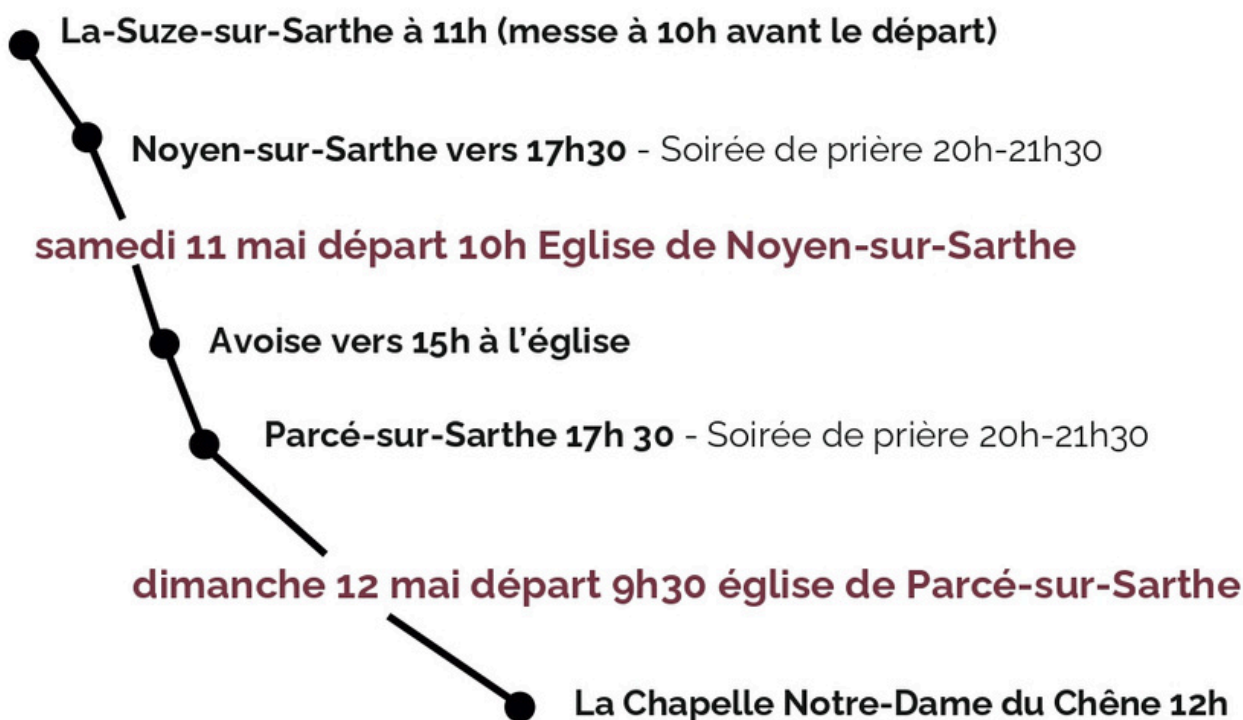 La-Suze-sur-Sarthe à 11h (messe à 10h avant le départ)
Noyen-sur-Sarthe vers 17h30 - Soirée de prière 20h-21h30
samedi 11 mai départ 10h Eglise de Noyen-sur-Sarthe
Avoise vers 15h à l'église
Parcé-sur-Sarthe 17h 30 - Soirée de prière 20h-21h30
dimanche 12 mai départ 9h30 église de Parcé-sur-Sarthe
La Chapelle Notre-Dame du Chêne 12h